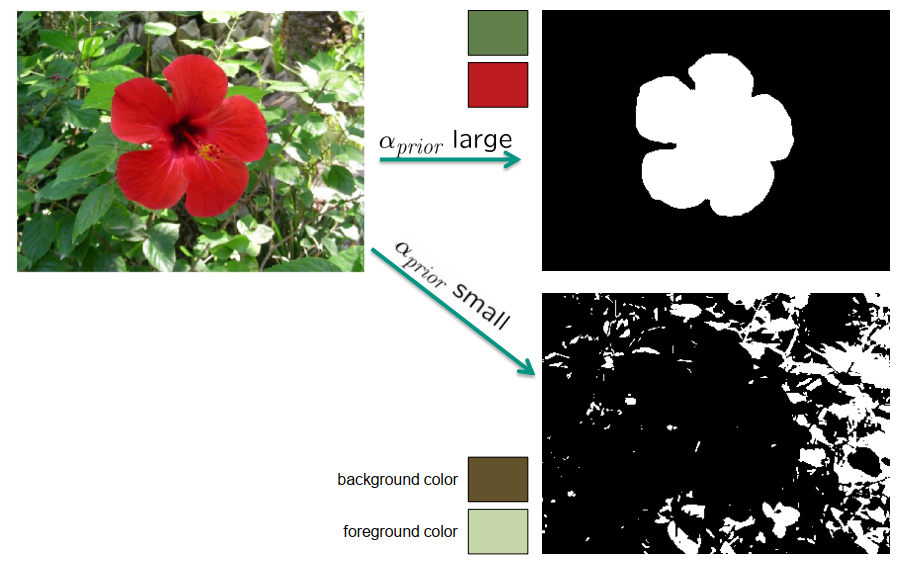 α_prior large
α_prior small
background color
foreground color